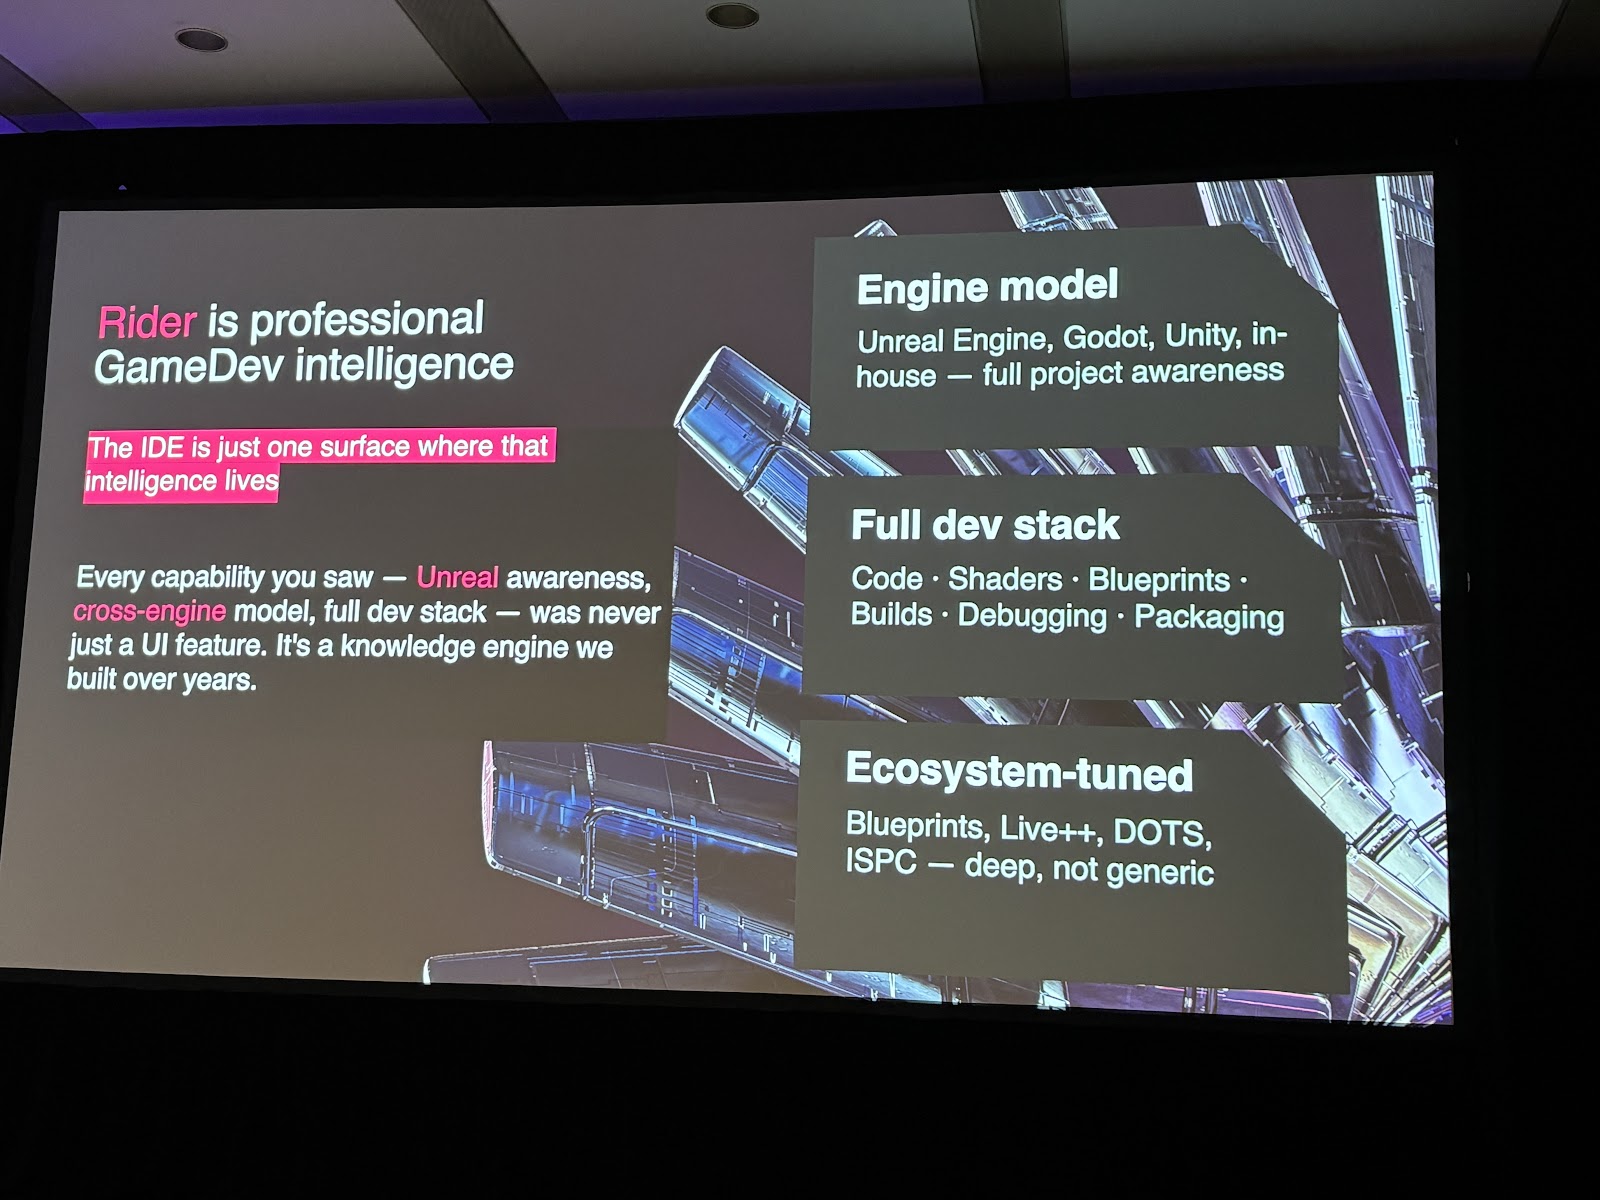 Rider is professional
GameDev intelligence
The IDE is just one surface where that
intelligence lives
Every capability you saw — Unreal awareness,
cross-engine model, full dev stack — was never
just a UI feature. It's a knowledge engine we
built over years.
Engine model
Unreal Engine, Godot, Unity, in-
house — full project awareness
Full dev stack
Code · Shaders · Blueprints ·
Builds · Debugging · Packaging
Ecosystem-tuned
Blueprints, Live++, DOTS,
ISPC — deep, not generic